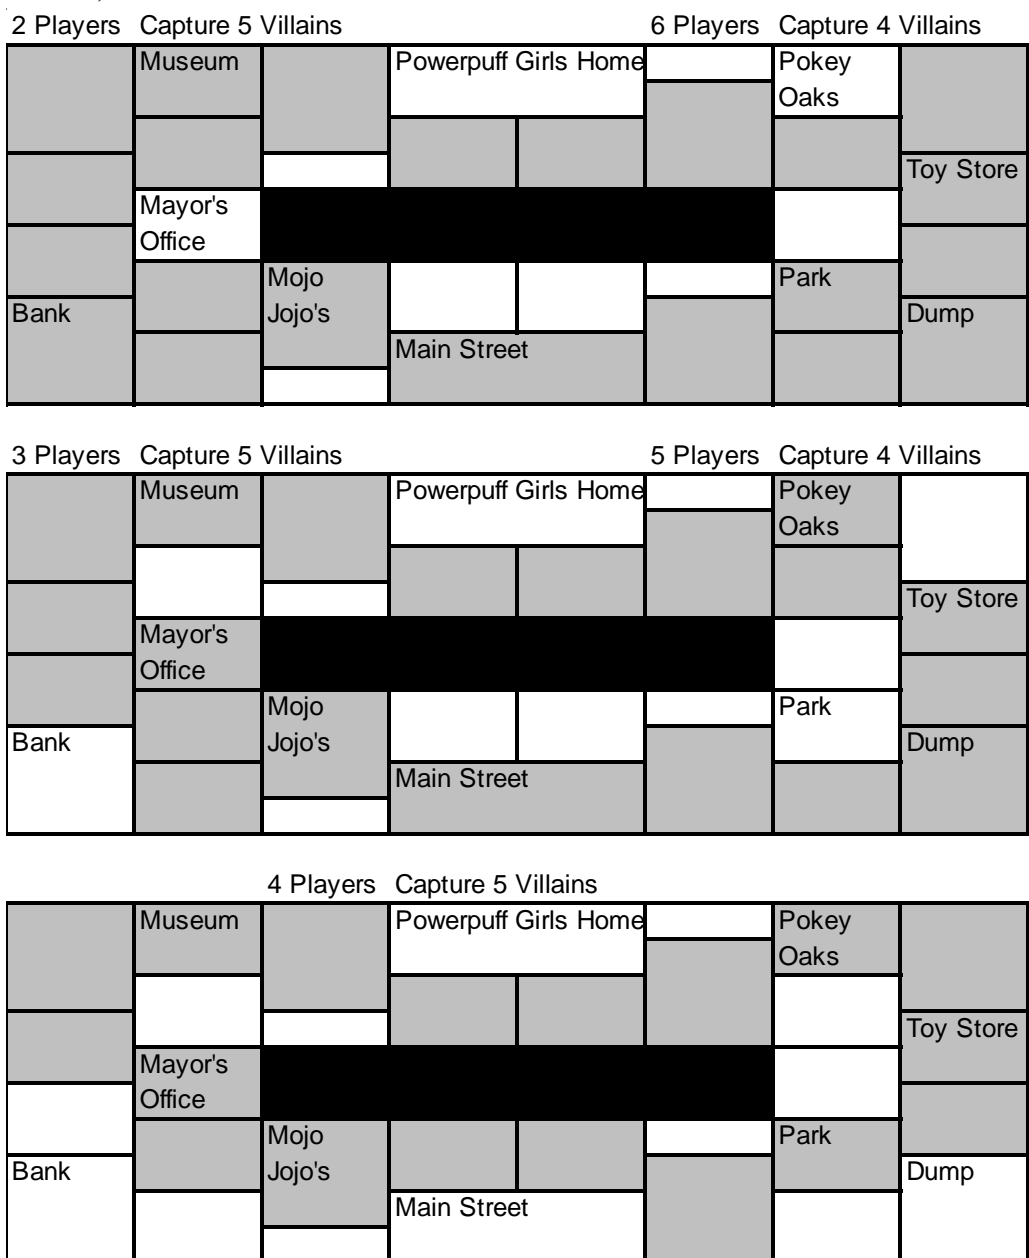 2 Players Capture 5 Villains 6 Players Capture 4 Villains
Museum Powerpuff Girls Home Pokey
Oaks
Toy Store
Mayor's
Office
Mojo Park
Bank Jojo's Dump
Main Street
3 Players Capture 5 Villains 5 Players Capture 4 Villains
Museum Powerpuff Girls Home Pokey
Oaks
Toy Store
Mayor's
Office
Mojo Park
Bank Jojo's Dump
Main Street
4 Players Capture 5 Villains
Museum Powerpuff Girls Home Pokey
Oaks
Toy Store
Mayor's
Office
Mojo Park
Bank Jojo's Dump
Main Street